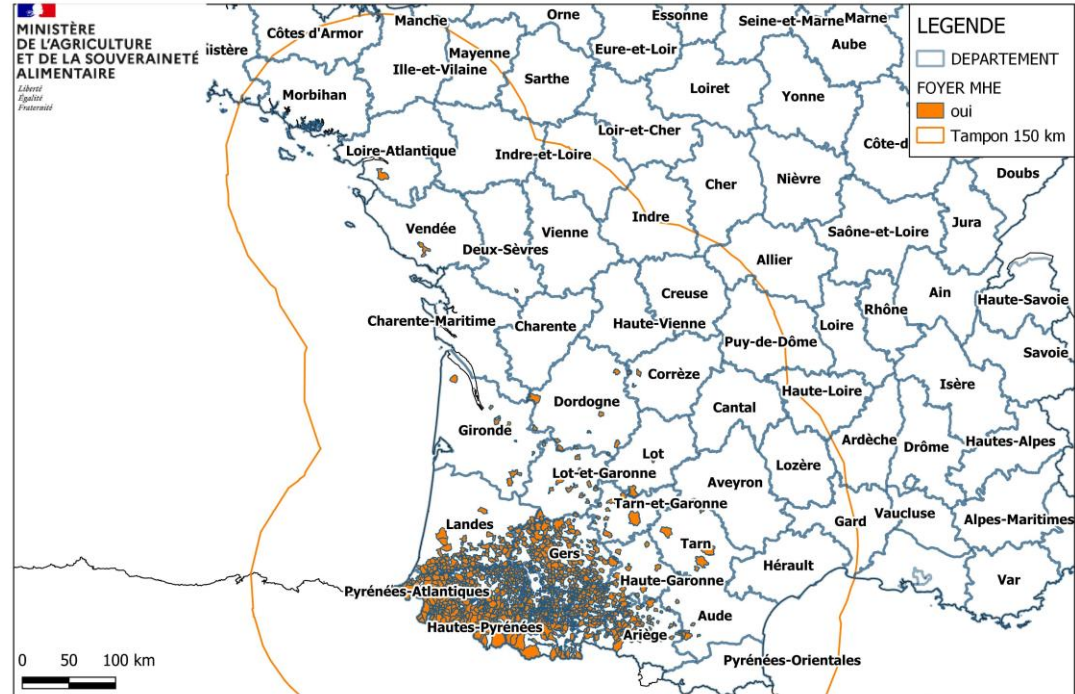 MINISTÈRE
DE L'AGRICULTURE
ET DE LA SOUVERAINETÉ
ALIMENTAIRE
Liberté
Égalité
Fraternité
LEGENDE
DEPARTEMENT
FOYER MHE
oui
Tampon 150 km
Orne
Essonne
Seine-et-Marne
Marne
Manche
Côtes d'Armor
Aube
Eure-et-Loir
istère
Mayenne
Ille-et-Vilaine
Sarthe
Loiret
Yonne
Morbihan
Loir-et-Cher
Côte-d
Loire-Atlantique
Indre-et-Loire
Nièvre
Doubs
Cher
Indre
Jura
Vendée
Vienne
Saône-et-Loire
Deux-Sèvres
Allier
Creuse
Ain
Haute-Savoie
Rhône
Charente-Maritime
Charente
Haute-Vienne
Loire
Puy-de-Dôme
Savoie
Corrèze
Isère
Haute-Loire
Dordogne
Cantal
Gironde
Ardèche
Drôme
Hautes-Alpes
Lot
Lot-et-Garonne
Lozère
Aveyron
Tarn-et-Garonne
Vaucluse
Alpes-Maritimes
Landes
Gard
Tarn
Gers
Hérault
Var
Haute-Garonne
Pyrénées-Atlantiques
Aude
Hautes-Pyrénées
Ariège
Pyrénées-Orientales
0 50 100 km